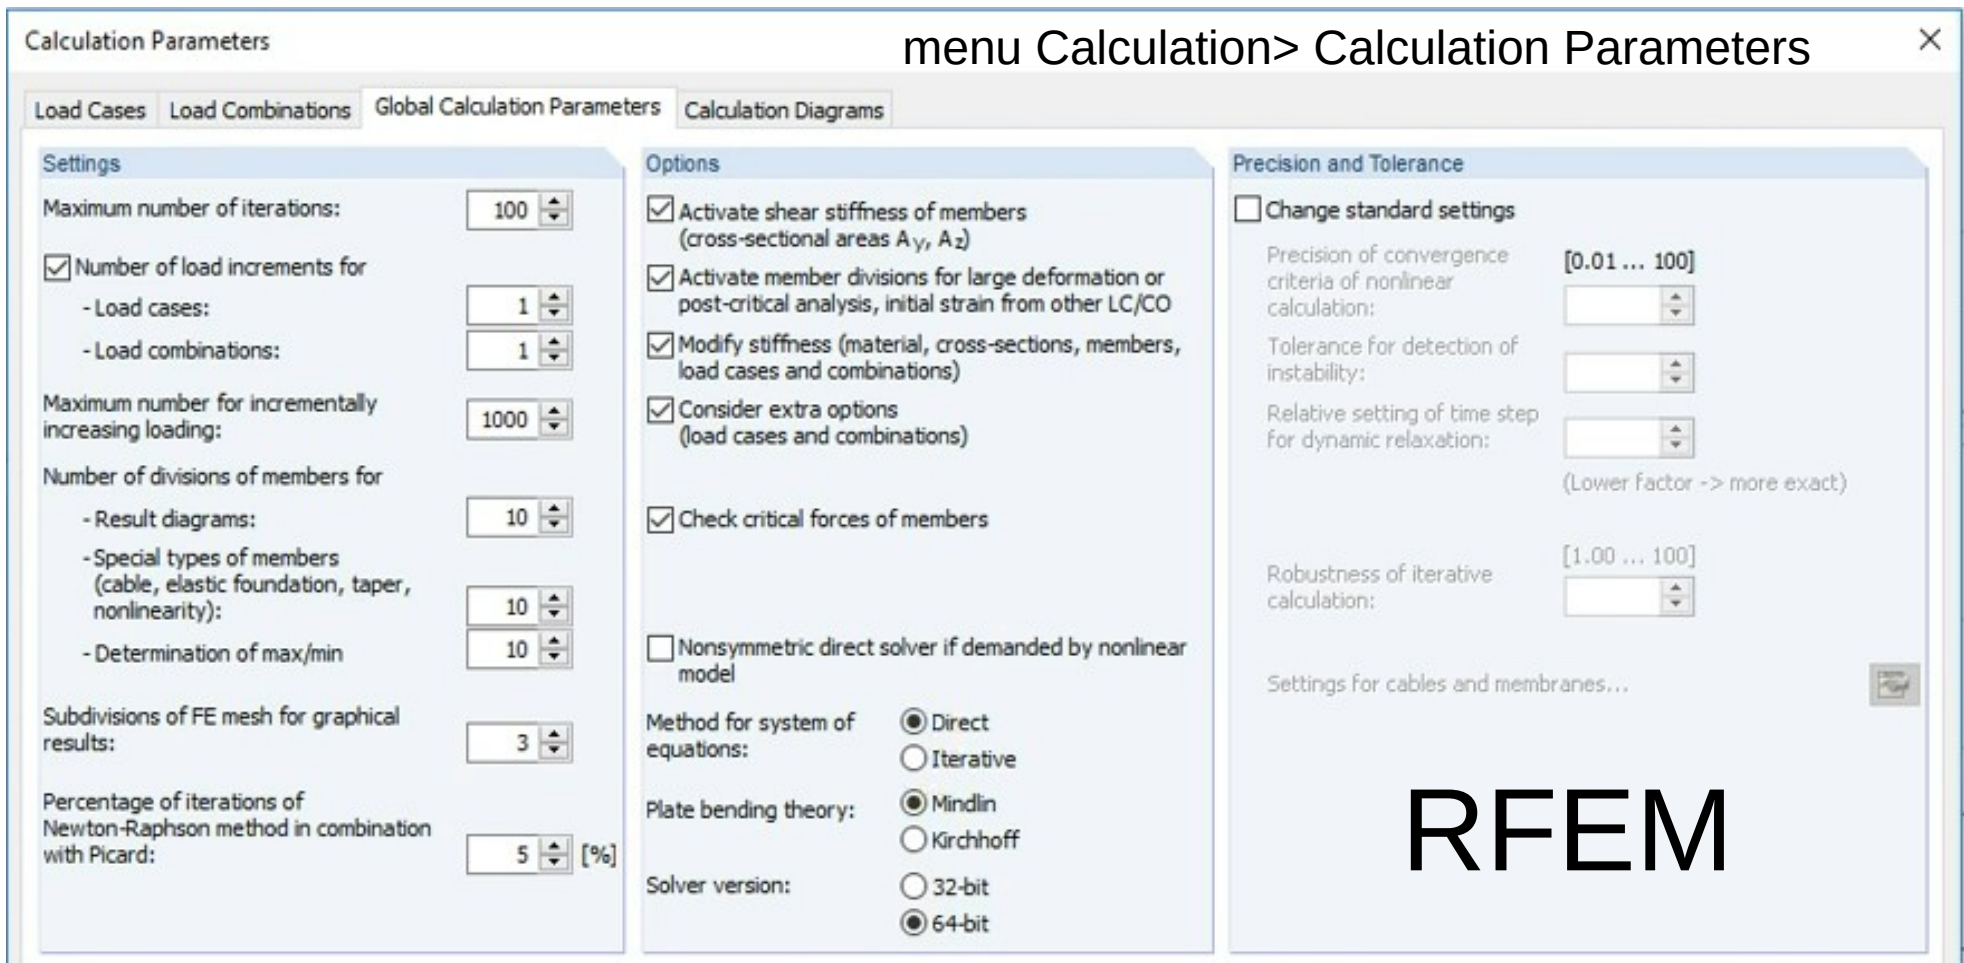 Calculation Parameters
menu Calculation> Calculation Parameters
Load Cases
Load Combinations
Global Calculation Parameters
Calculation Diagrams
Settings
Maximum number of iterations:
100
Number of load increments for
- Load cases:
1
- Load combinations:
1
Maximum number for incrementally
increasing loading:
1000
Number of divisions of members for
- Result diagrams:
10
- Special types of members
(cable, elastic foundation, taper,
nonlinearity):
10
- Determination of max/min
10
Subdivisions of FE mesh for graphical
results:
3
Percentage of iterations of
Newton-Raphson method in combination
with Picard:
5 [%]
Options
Activate shear stiffness of members
(cross-sectional areas Ay, Az)
Activate member divisions for large deformation or
post-critical analysis, initial strain from other LC/CO
Modify stiffness (material, cross-sections, members,
load cases and combinations)
Consider extra options
(load cases and combinations)
Check critical forces of members
Nonsymmetric direct solver if demanded by nonlinear
model
Method for system of
equations:
Direct
Iterative
Plate bending theory:
Mindlin
Kirchhoff
Solver version:
32-bit
64-bit
Precision and Tolerance
Change standard settings
Precision of convergence
criteria of nonlinear
calculation:
[0.01 ... 100]
Tolerance for detection of
instability:
Relative setting of time step
for dynamic relaxation:
(Lower factor -> more exact)
[1.00 ... 100]
Robustness of iterative
calculation:
Settings for cables and membranes...
RFEM